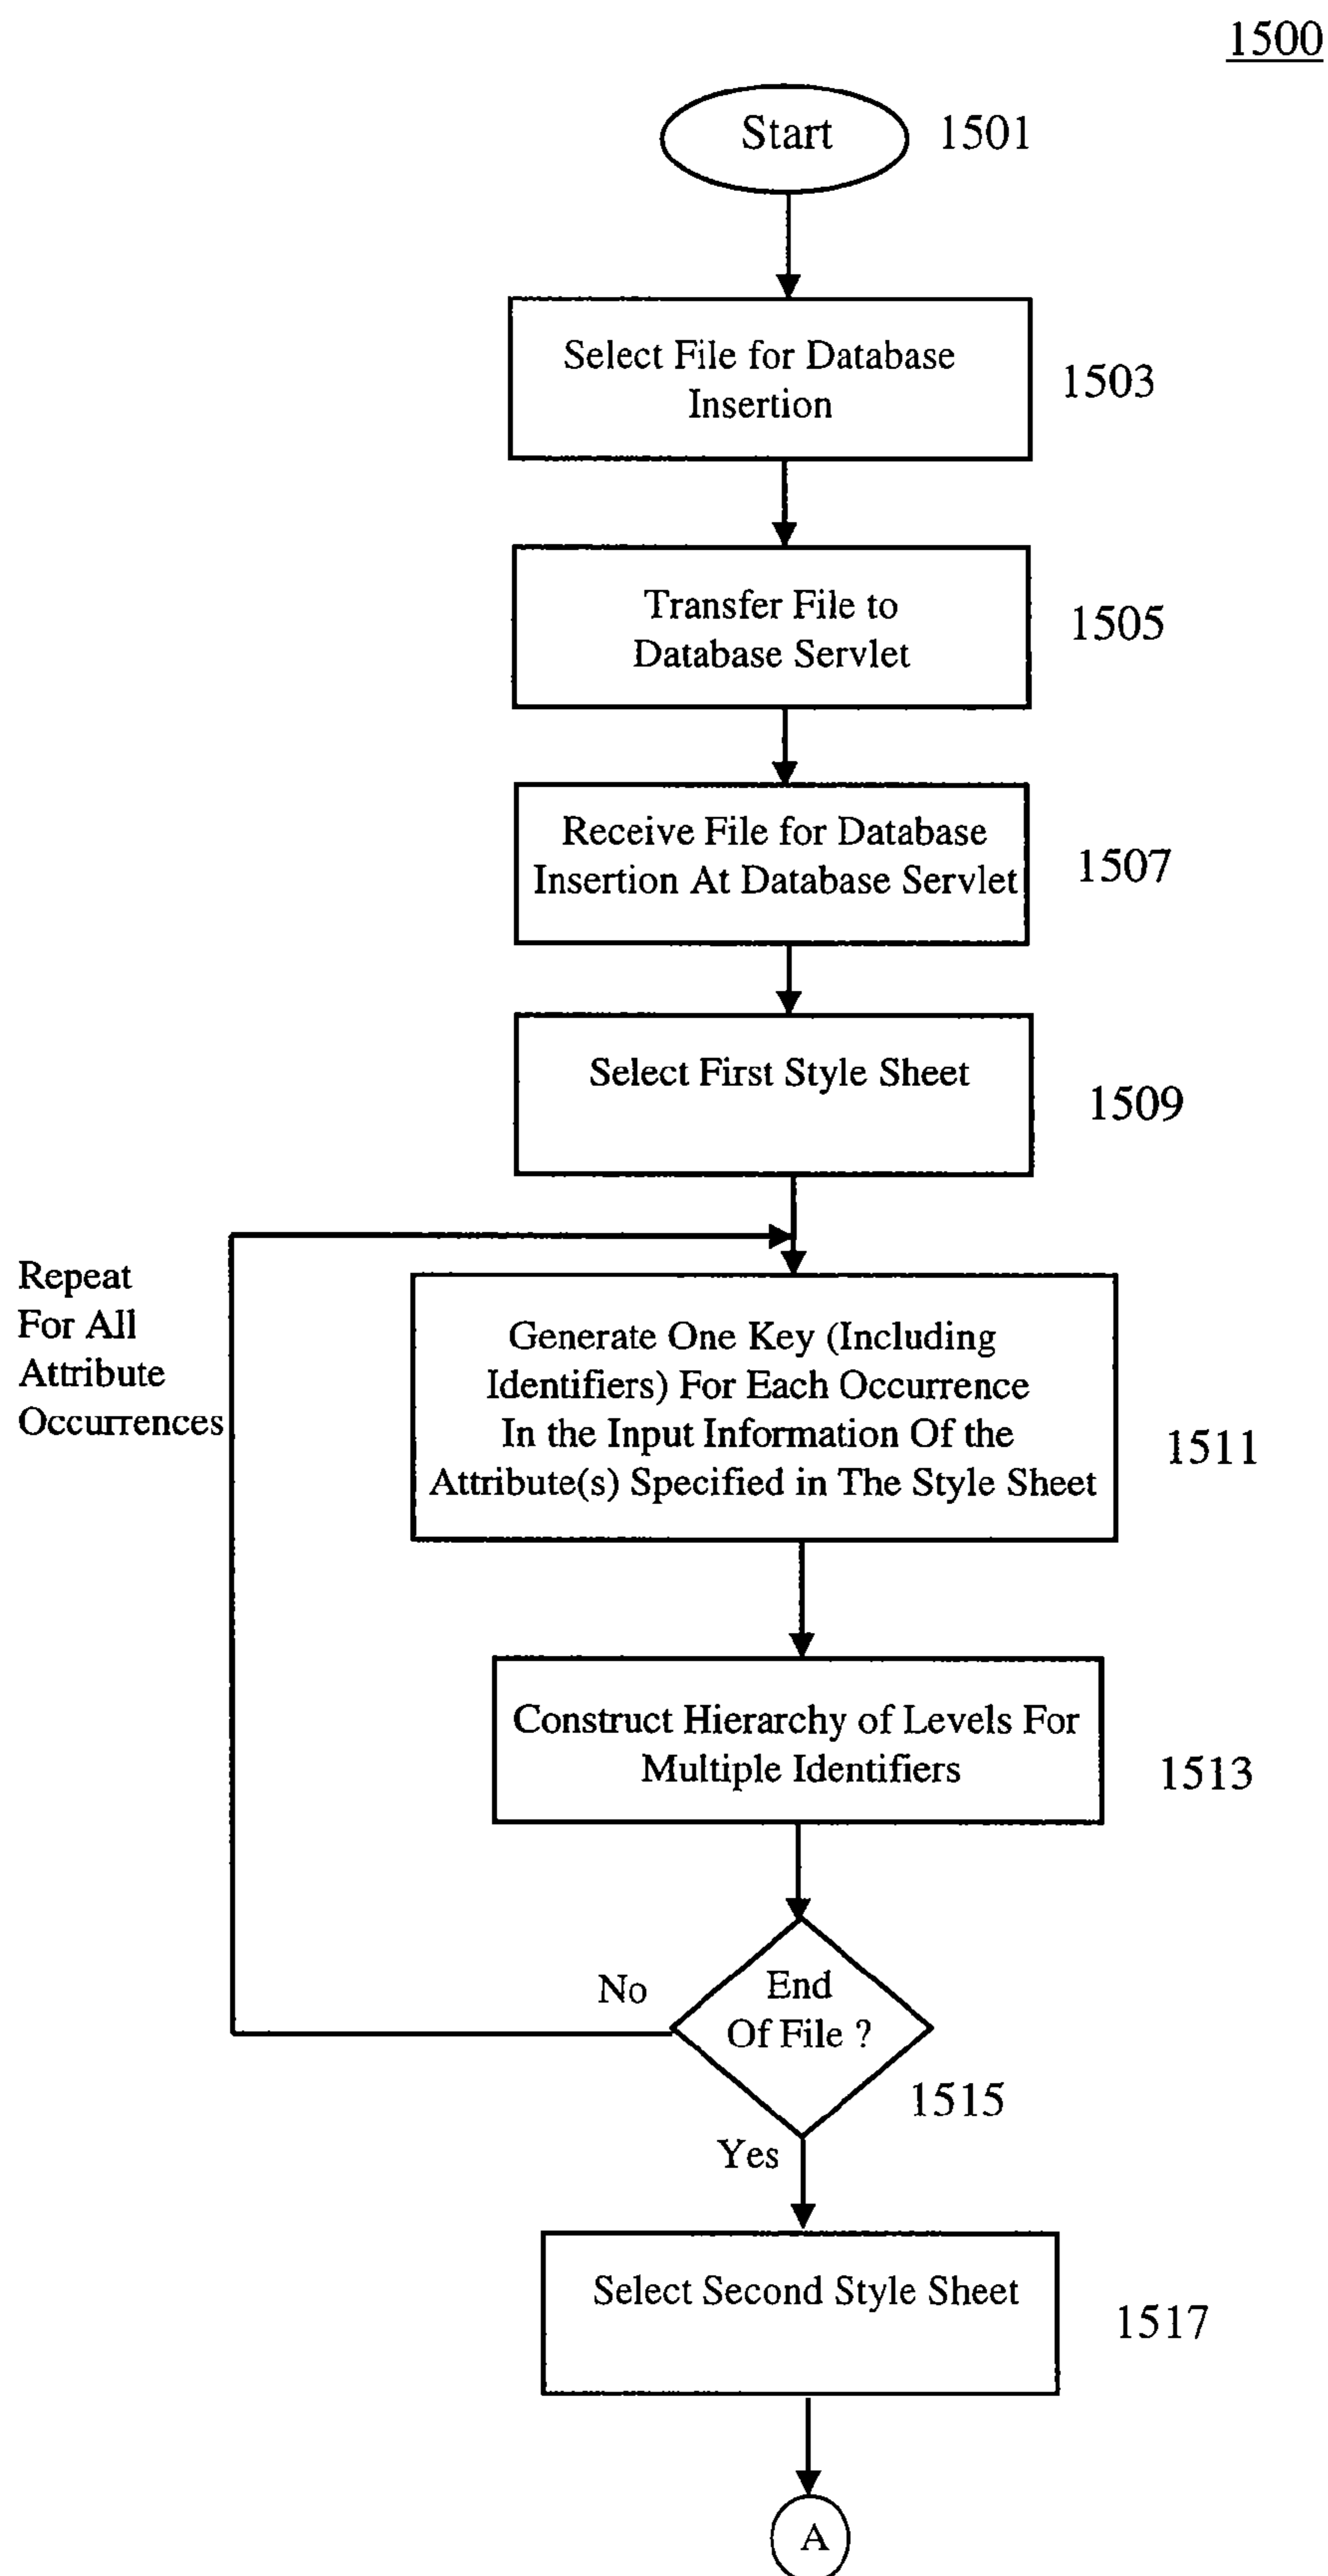 1500
Start
1501
Select File for Database
Insertion
1503
Transfer File to
Database Servlet
1505
Receive File for Database
Insertion At Database Servlet
1507
Select First Style Sheet
1509
Repeat
For All
Attribute
Occurrences
Generate One Key (Including
Identifiers) For Each Occurrence
In the Input Information Of the
Attribute(s) Specified in The Style Sheet
1511
Construct Hierarchy of Levels For
Multiple Identifiers
1513
No
End
Of File ?
1515
Yes
Select Second Style Sheet
1517
A